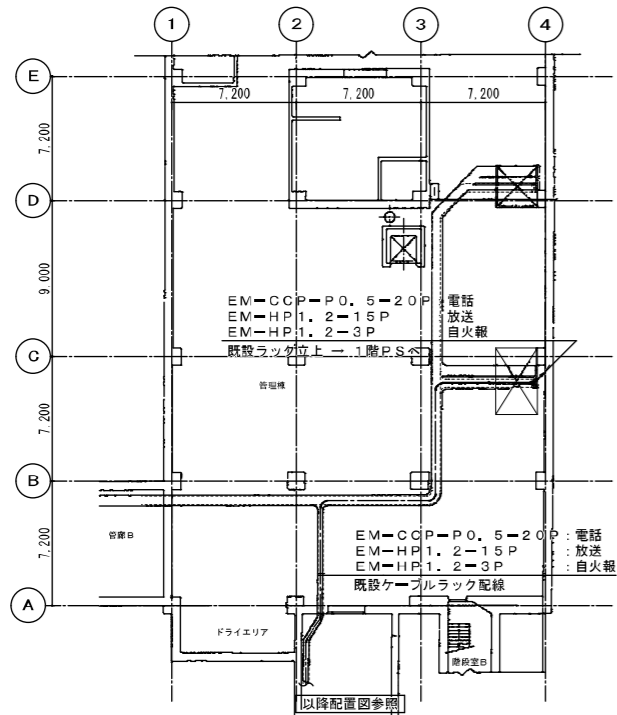 1 2 3 4
E
7,200 7,200 7,200
7,200
D
9,000
EM-CCP-P0. 5-20P : 電話
EM-HP1. 2-15P : 放送
EM-HP1. 2-3P : 自火報
既設ラック立上 → 1階PSへ
C
管理棟
7,200
B
管廊B
7,200
EM-CCP-P0. 5-20P : 電話
EM-HP1. 2-15P : 放送
EM-HP1. 2-3P : 自火報
既設ケーブルラック配線
A
ドライエリア
階段室B
以降配置図参照